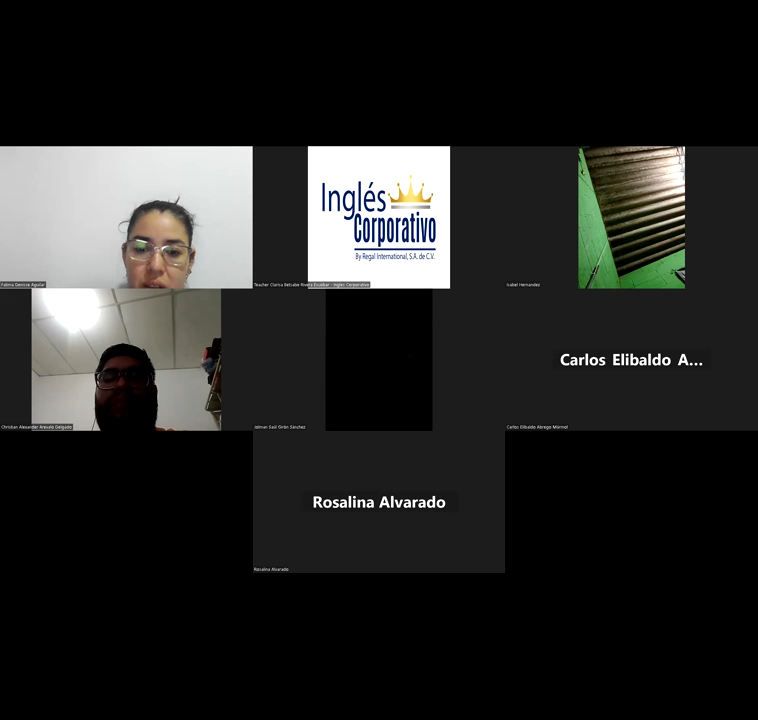 Fatima Denisse Aguilar
Inglés
Corporativo
By Regal International, S.A. de C.V.
Teacher Clarisa Betsabe Rivera Escobar - Inglés Corporativo
Isabel Hernandez
Christian Alexander Arevalo Delgado
Carlos Elibaldo A...
Carlos Elibaldo Abrego Mármol
Rosalina Alvarado
Rosalina Alvarado